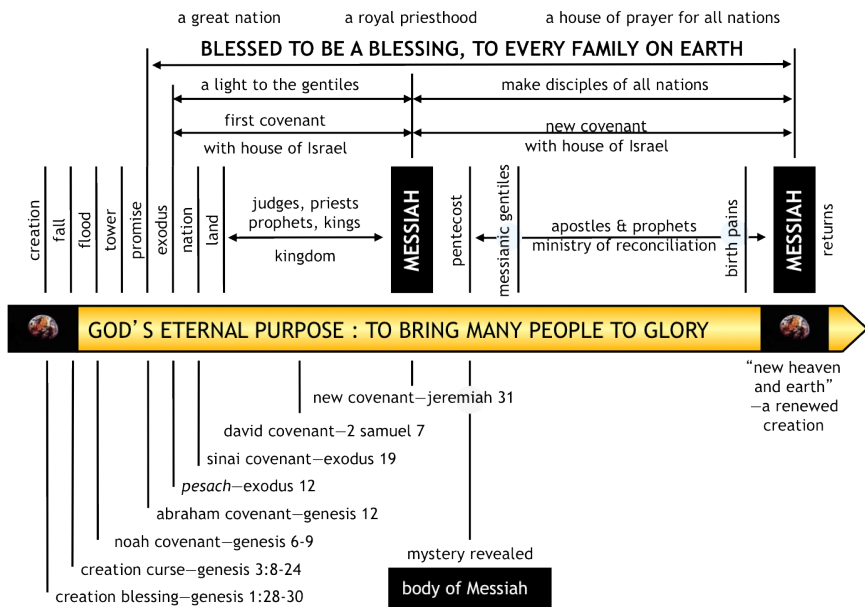 a great nation
a royal priesthood
a house of prayer for all nations
BLESSED TO BE A BLESSING, TO EVERY FAMILY ON EARTH
a light to the gentiles
make disciples of all nations
first covenant
with house of Israel
new covenant
with house of Israel
creation
fall
flood
tower
promise
exodus
nation
land
judges, priests
prophets, kings
kingdom
MESSIAH
pentecost
messianic gentiles
apostles & prophets
ministry of reconciliation
birth pains
MESSIAH
returns
GOD'S ETERNAL PURPOSE : TO BRING MANY PEOPLE TO GLORY
“new heaven
and earth”
—a renewed
creation
new covenant—jeremiah 31
david covenant—2 samuel 7
sinai covenant—exodus 19
pesach—exodus 12
abraham covenant—genesis 12
noah covenant—genesis 6-9
creation curse—genesis 3:8-24
creation blessing—genesis 1:28-30
mystery revealed
body of Messiah